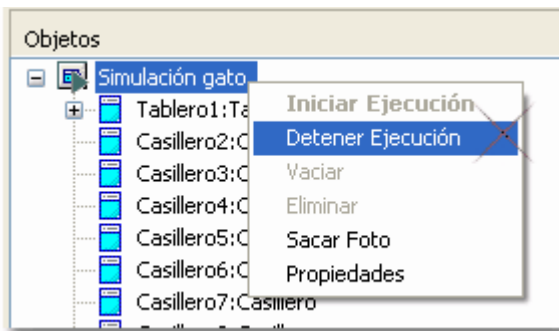 Objetos
Simulación gato
Tablero1:Ta
Iniciar Ejecución
Casillero2:C
Detener Ejecución
Casillero3:C
Vaciar
Casillero4:C
Eliminar
Casillero5:C
Sacar Foto
Casillero6:C
Propiedades
Casillero7:Casillero